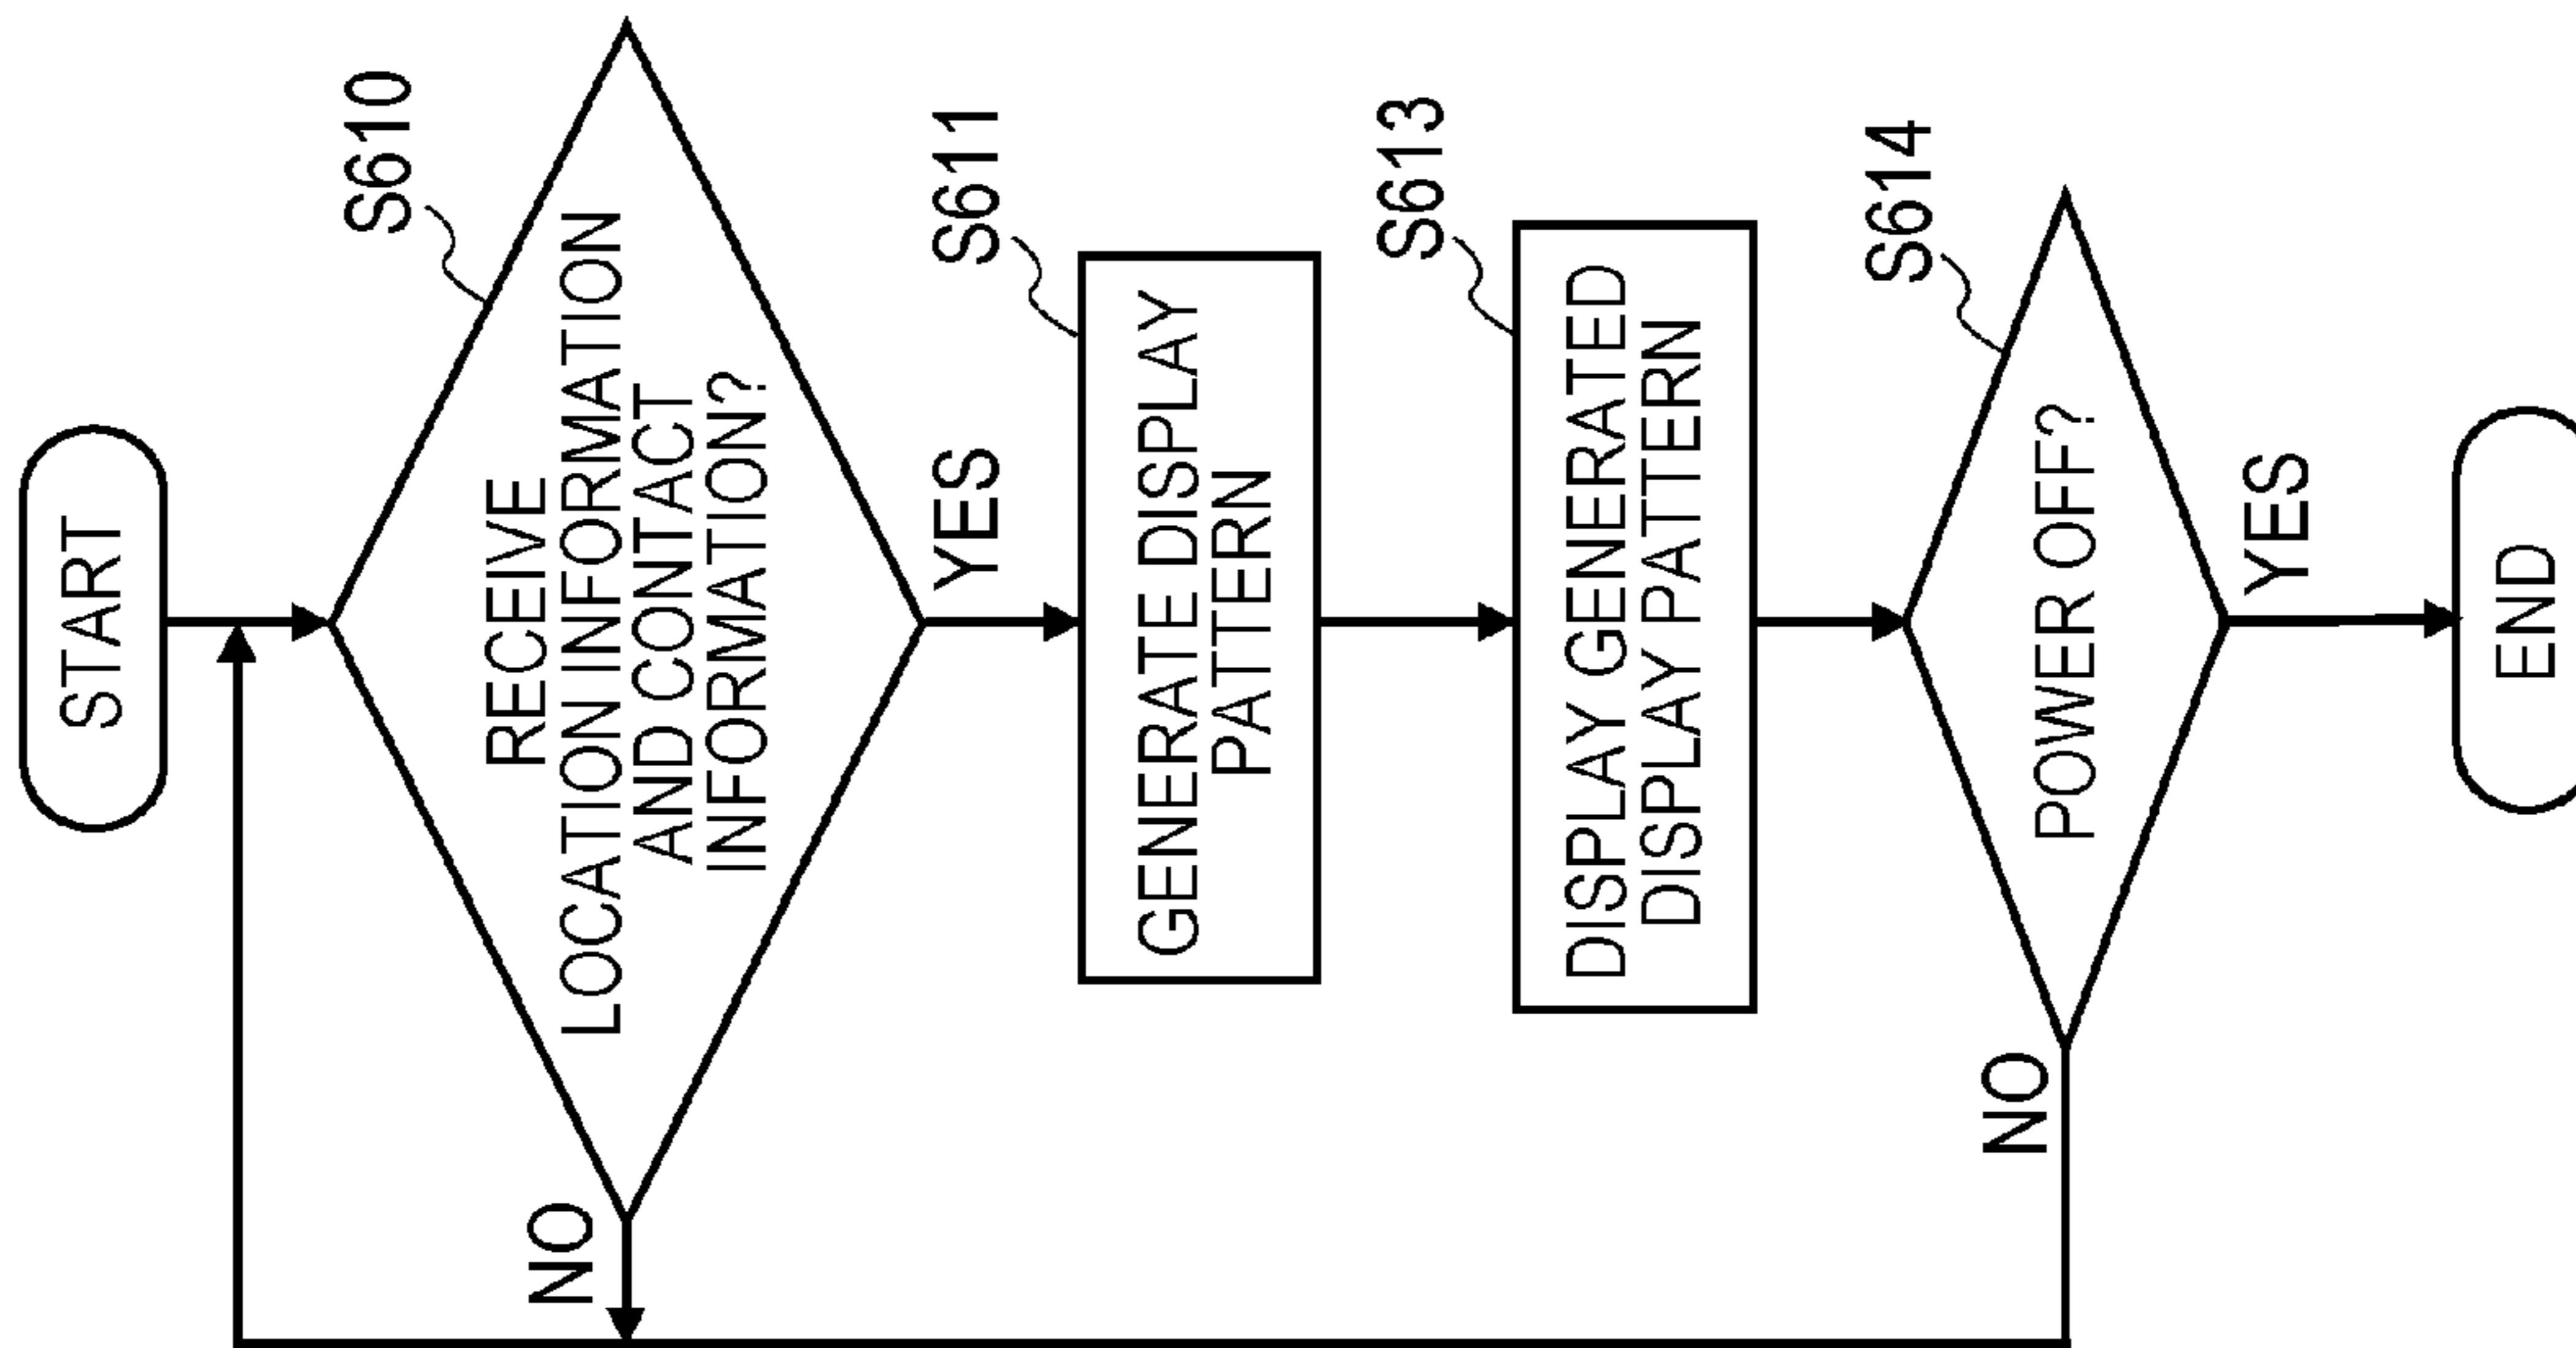 START
S610
RECEIVE
LOCATION INFORMATION
AND CONTACT
INFORMATION?
NO
YES
S611
GENERATE DISPLAY
PATTERN
S613
DISPLAY GENERATED
DISPLAY PATTERN
S614
POWER OFF?
NO
YES
END